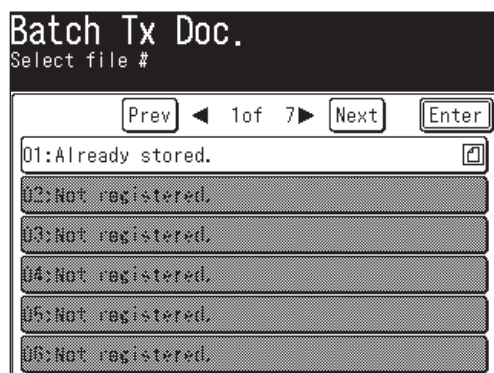 Batch Tx Doc.
Select file #
Prev ◀ 1of 7▶ Next Enter
01:Already stored.
02:Not registered.
03:Not registered.
04:Not registered.
05:Not registered.
06:Not registered.